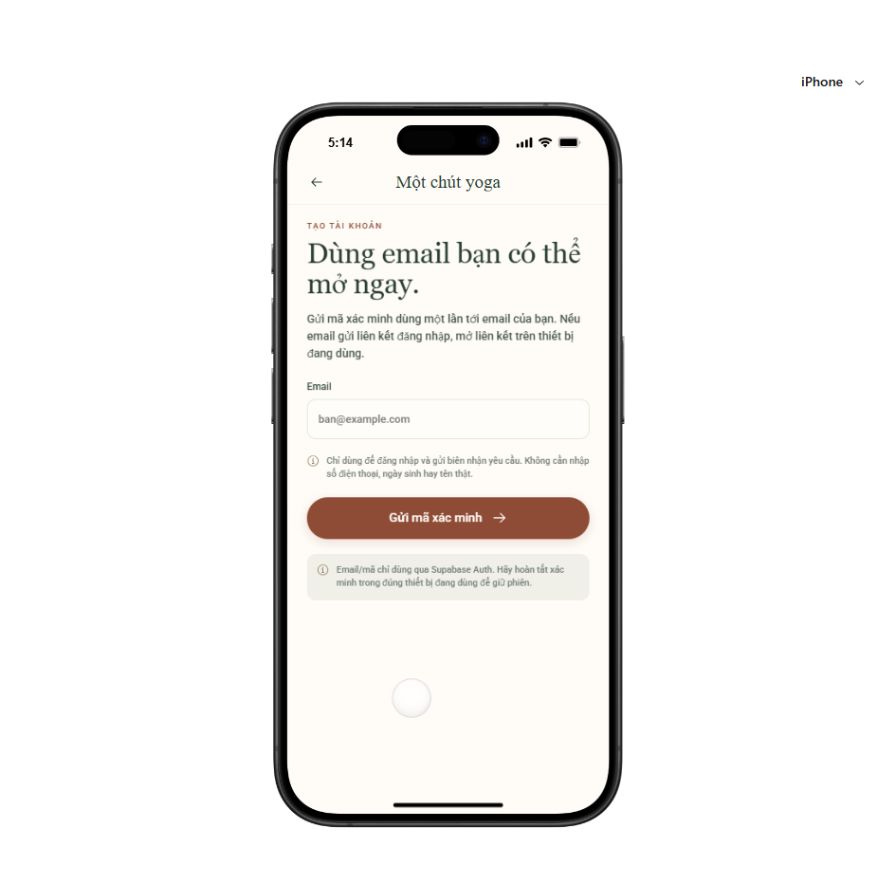 iPhone
5:14
Một chút yoga
TẠO TÀI KHOẢN
Dùng email bạn có thể
mở ngay.
Gửi mã xác minh dùng một lần tới email của bạn. Nếu
email gửi liên kết đăng nhập, mở liên kết trên thiết bị
đang dùng.
Email
ban@example.com
Chỉ dùng để đăng nhập và gửi biên nhận yêu cầu. Không cần nhập
số điện thoại, ngày sinh hay tên thật.
Gửi mã xác minh
Email/mã chỉ dùng qua Supabase Auth. Hãy hoàn tất xác
minh trong đúng thiết bị đang dùng để giữ phiên.